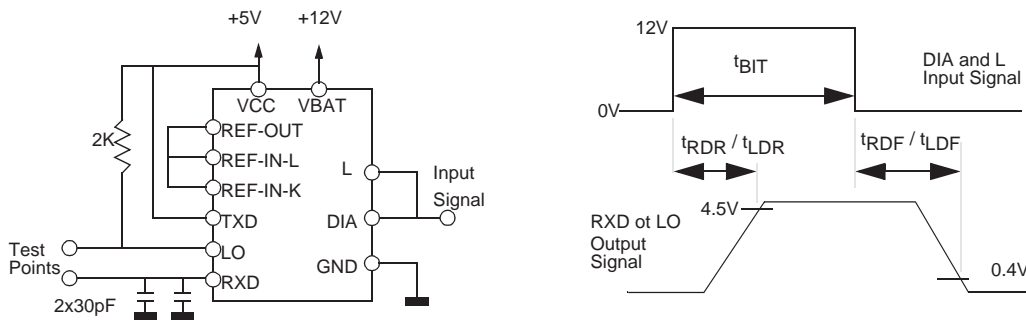 +5V
+12V
VCC
VBAT
2K
REF-OUT
REF-IN-L
REF-IN-K
TXD
LO
RXD
L
DIA
GND
Input
Signal
Test
Points
2x30pF
12V
0V
tBIT
DIA and L
Input Signal
tRDR / tLDR
tRDF / tLDF
4.5V
RXD ot LO
Output
Signal
0.4V